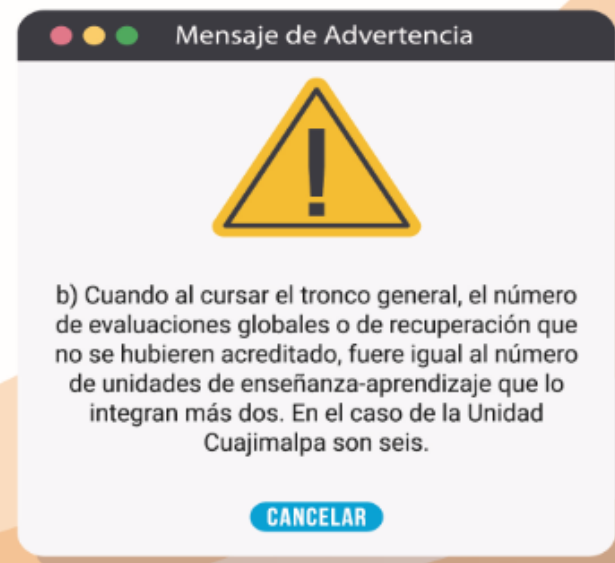 Mensaje de Advertencia
!
b) Cuando al cursar el tronco general, el número
de evaluaciones globales o de recuperación que
no se hubieren acreditado, fuere igual al número
de unidades de enseñanza-aprendizaje que lo
integran más dos. En el caso de la Unidad
Cuajimalpa son seis.
CANCELAR